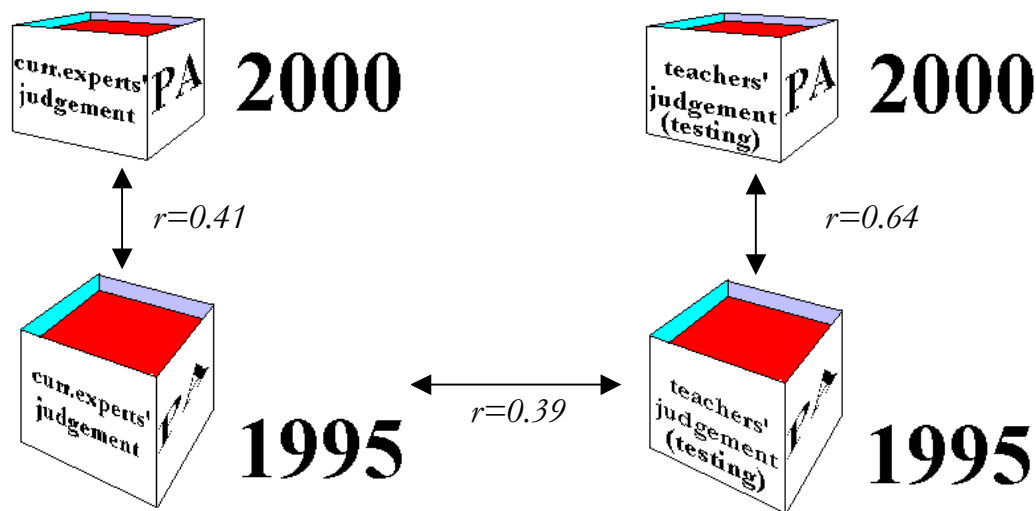 curr.experts'
judgement
PA
2000
teachers'
judgement
(testing)
PA
2000
r=0.41
r=0.64
curr.experts'
judgement
1995
r=0.39
teachers'
judgement
(testing)
1995